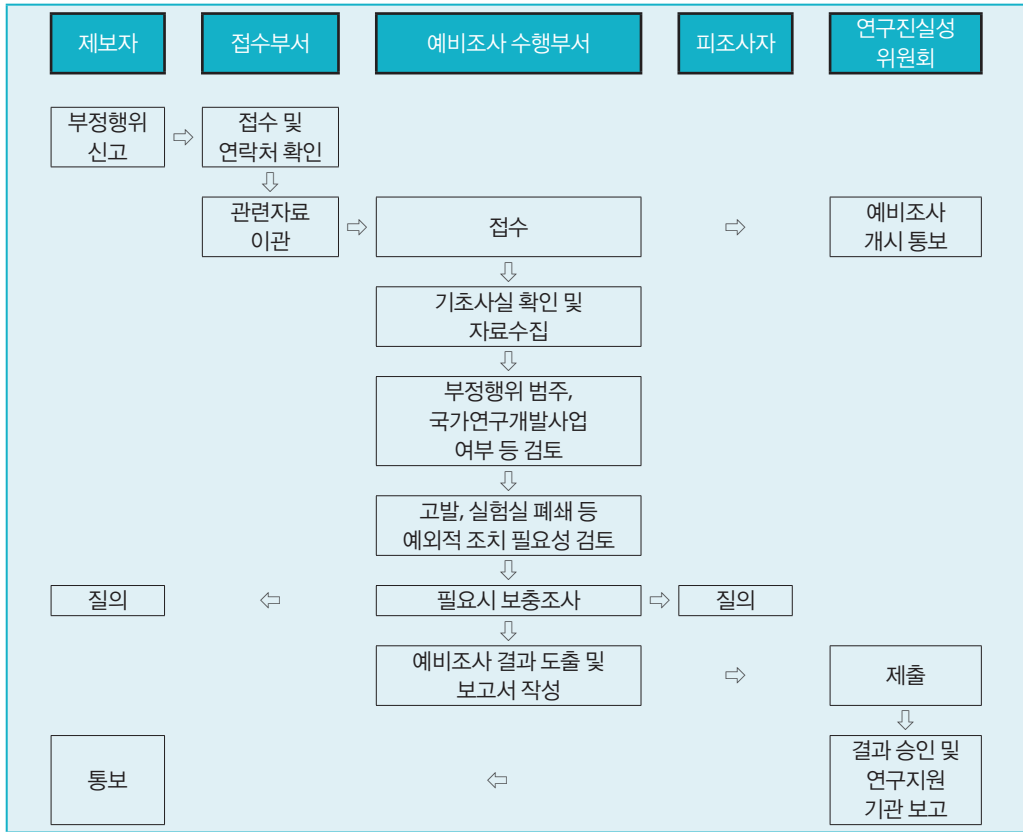 제보자
접수부서
예비조사 수행부서
피조사자
연구진실성
위원회
부정행위
신고
⇨
접수 및
연락처 확인
⇩
관련자료
이관
⇨
접수
⇨
예비조사
개시 통보
⇩
기초사실 확인 및
자료수집
⇩
부정행위 범주,
국가연구개발사업
여부 등 검토
⇩
고발, 실험실 폐쇄 등
예외적 조치 필요성 검토
⇩
질의
⇦
필요시 보충조사
⇨
질의
⇩
예비조사 결과 도출 및
보고서 작성
⇨
제출
⇩
통보
⇦
결과 승인 및
연구지원
기관 보고